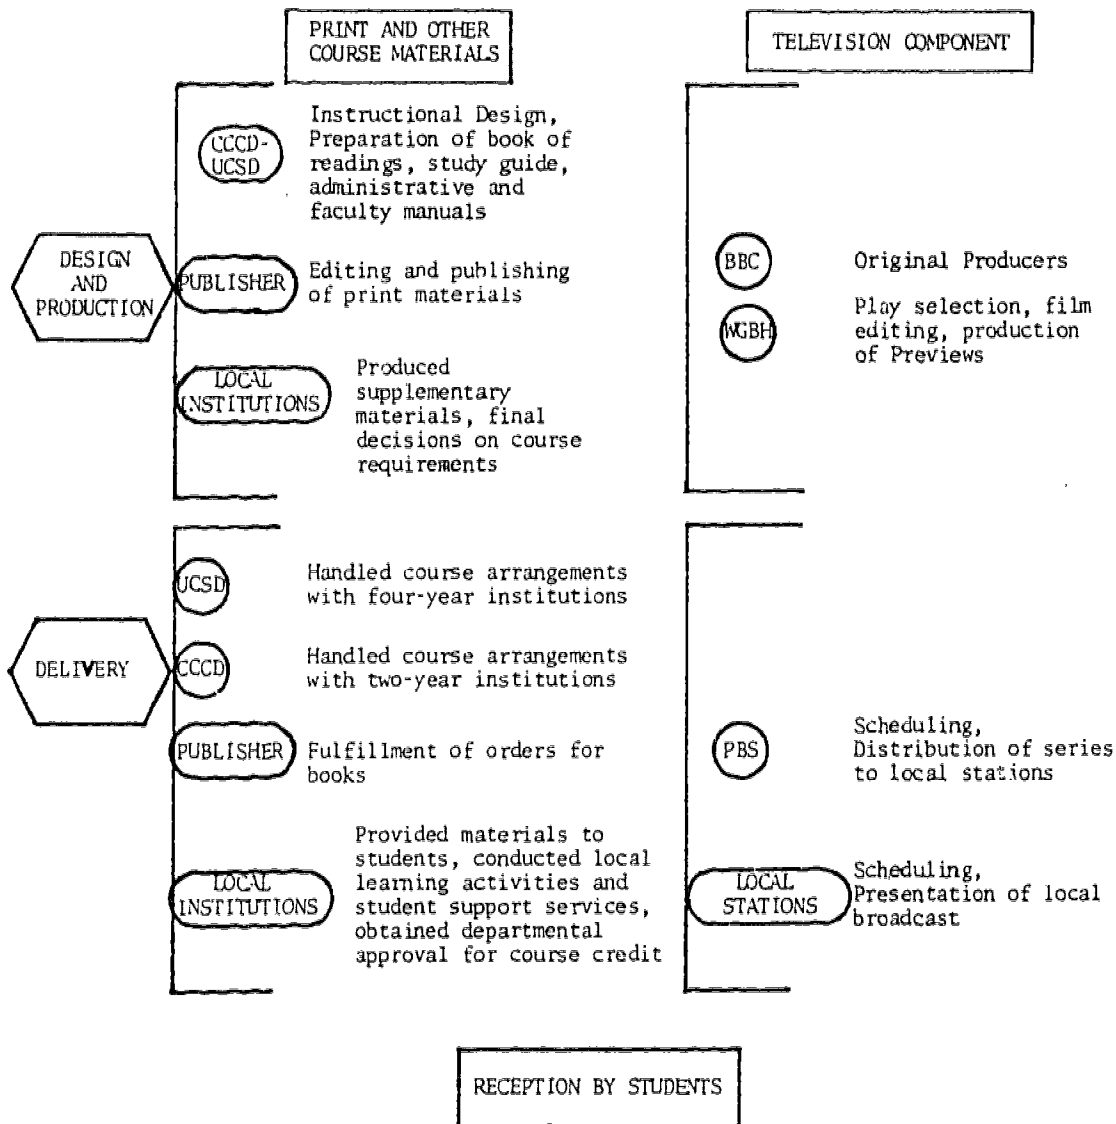 PRINT AND OTHER
COURSE MATERIALS
TELEVISION COMPONENT
DESIGN
AND
PRODUCTION
CCCD-
UCSD
Instructional Design,
Preparation of book of
readings, study guide,
administrative and
faculty manuals
PUBLISHER
Editing and publishing
of print materials
LOCAL
INSTITUTIONS
Produced
supplementary
materials, final
decisions on course
requirements
BBC
Original Producers
WGBH
Play selection, film
editing, production
of Previews
DELIVERY
UCSD
Handled course arrangements
with four-year institutions
CCCD
Handled course arrangements
with two-year institutions
PUBLISHER
Fulfillment of orders for
books
LOCAL
INSTITUTIONS
Provided materials to
students, conducted local
learning activities and
student support services,
obtained departmental
approval for course credit
PBS
Scheduling,
Distribution of series
to local stations
LOCAL
STATIONS
Scheduling,
Presentation of local
broadcast
RECEPTION BY STUDENTS